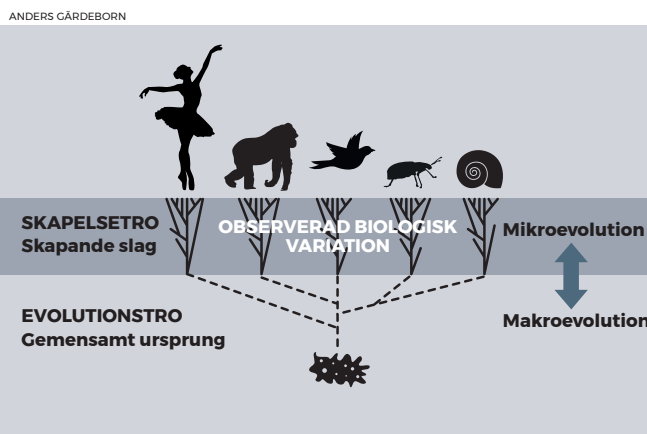 ANDERS GÄRDEBORN
SKAPELSETRO
Skapande slag
OBSERVERAD BIOLOGISK
VARIATION
Mikroevolution
EVOLUTIONSTRO
Gemensamt ursprung
Makroevolution